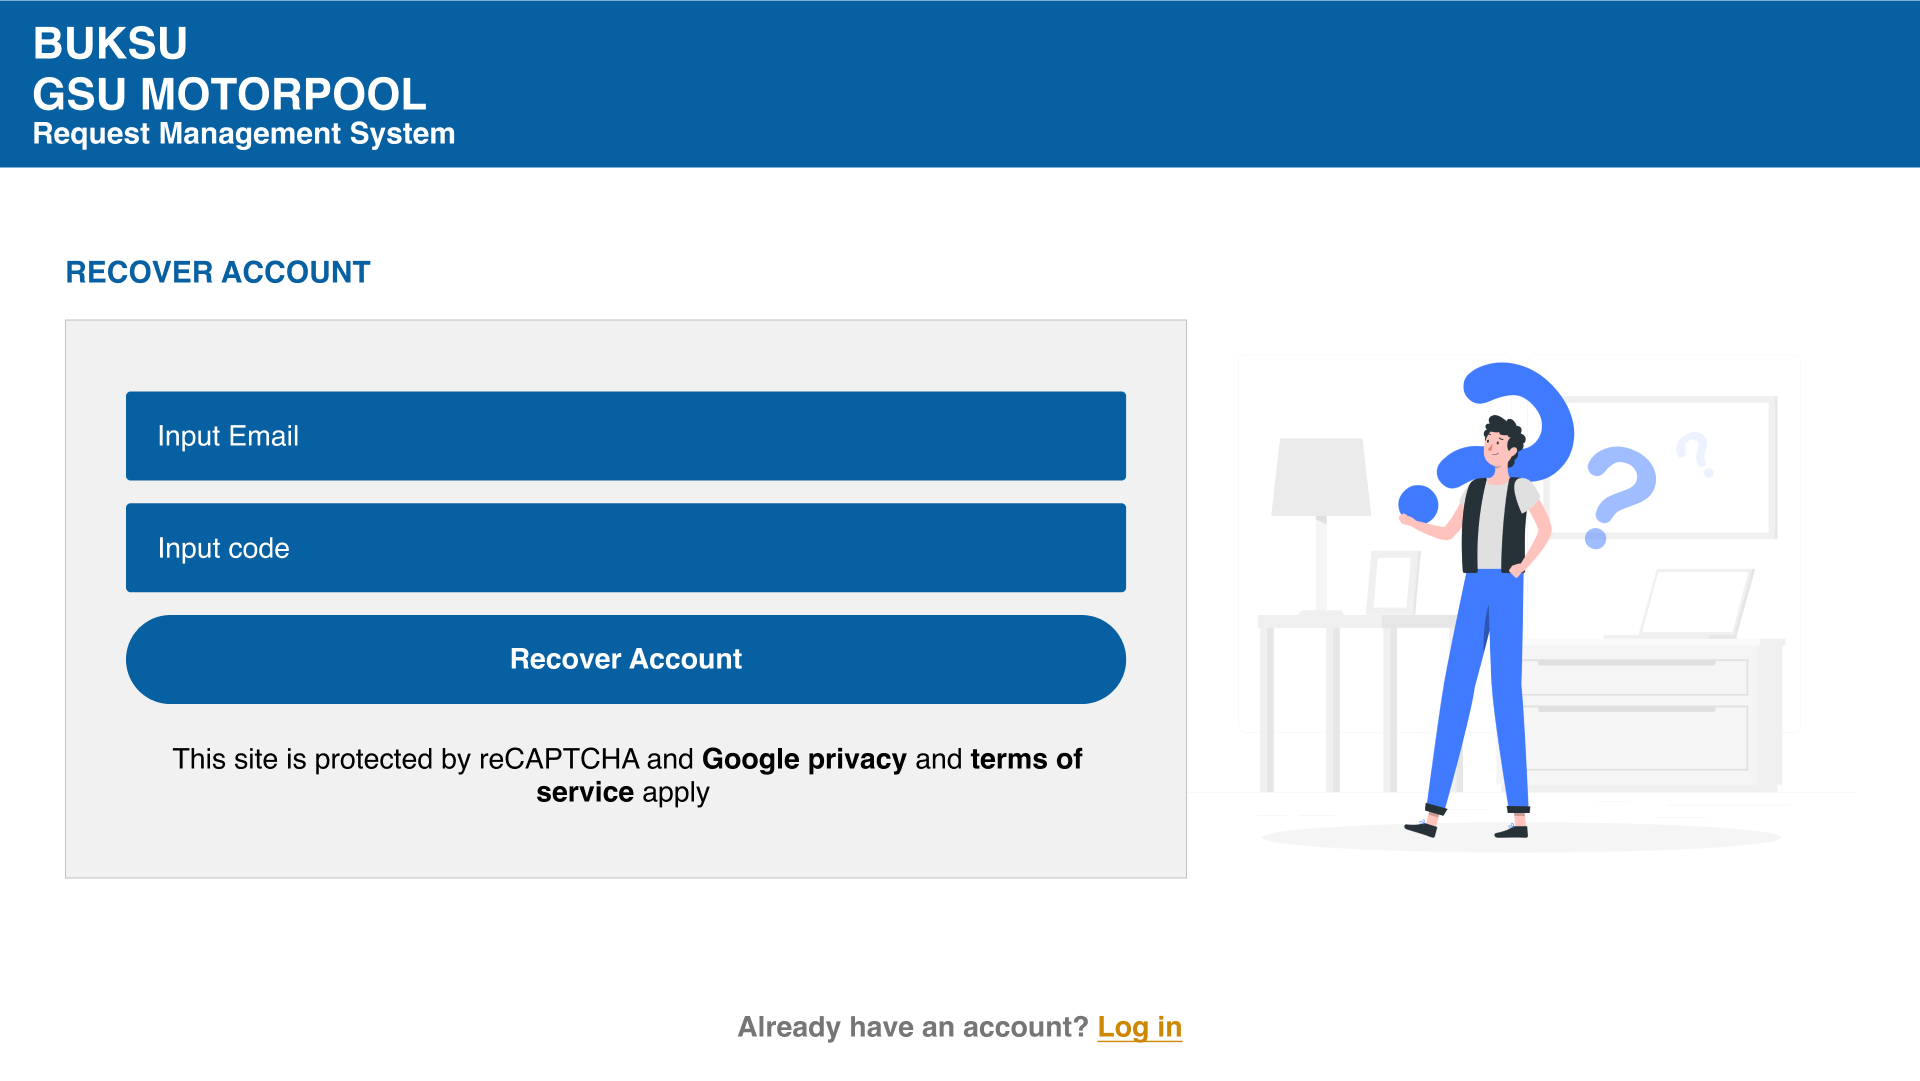 BUKSU
GSU MOTORPOOL
Request Management System
RECOVER ACCOUNT
Input Email
Input code
Recover Account
This site is protected by reCAPTCHA and Google privacy and terms of
service apply
Already have an account? Log in